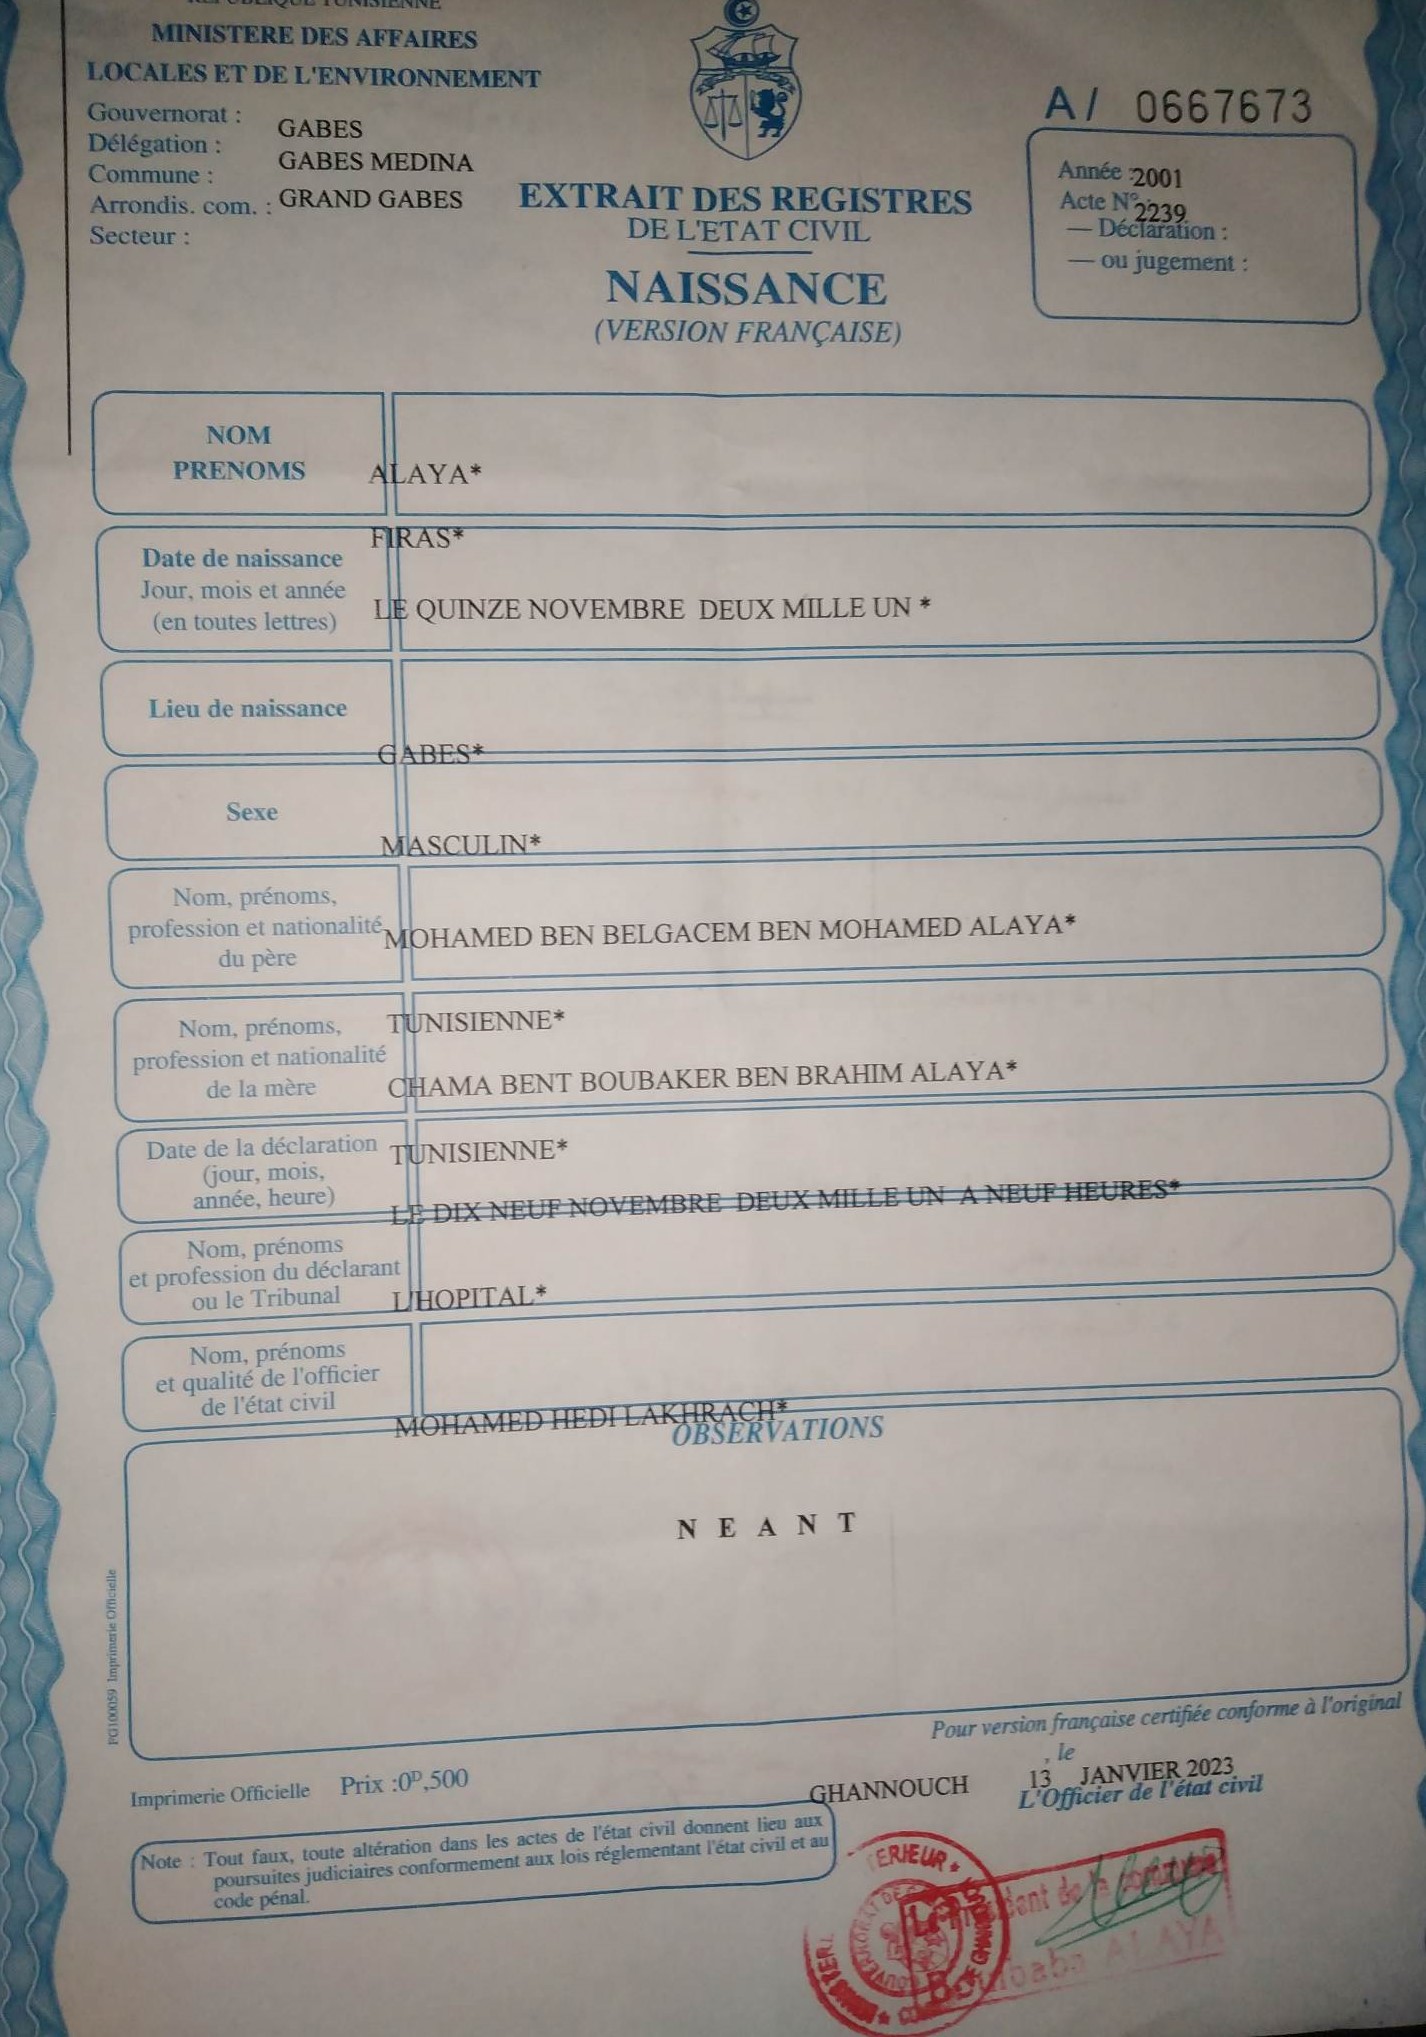 REPUBLIQUE TUNISIENNE
MINISTERE DES AFFAIRES
LOCALES ET DE L'ENVIRONNEMENT
Gouvernorat : GABES
Délégation : GABES MEDINA
Commune :
Arrondis. com. : GRAND GABES
Secteur :
A/ 0667673
Année :2001
Acte N°: 2239
— Déclaration :
— ou jugement :
EXTRAIT DES REGISTRES
DE L'ETAT CIVIL
NAISSANCE
(VERSION FRANÇAISE)
NOM
PRENOMS
ALAYA*
FIRAS*
Date de naissance
Jour, mois et année
(en toutes lettres)
LE QUINZE NOVEMBRE DEUX MILLE UN *
Lieu de naissance
GABES*
Sexe
MASCULIN*
Nom, prénoms,
profession et nationalité
du père
MOHAMED BEN BELGACEM BEN MOHAMED ALAYA*
TUNISIENNE*
Nom, prénoms,
profession et nationalité
de la mère
CHAMA BENT BOUBAKER BEN BRAHIM ALAYA*
TUNISIENNE*
Date de la déclaration
(jour, mois,
année, heure)
LE DIX NEUF NOVEMBRE DEUX MILLE UN A NEUF HEURES*
Nom, prénoms
et profession du déclarant
ou le Tribunal
L'HOPITAL*
Nom, prénoms
et qualité de l'officier
de l'état civil
MOHAMED HEDI LAKHRACH*
OBSERVATIONS
N E A N T
PG100059 Imprimerie Officielle
Pour version française certifiée conforme à l'original
GHANNOUCH , le 13 JANVIER 2023
L'Officier de l'état civil
Imprimerie Officielle Prix :0ᴰ,500
Note : Tout faux, toute altération dans les actes de l'état civil donnent lieu aux
poursuites judiciaires conformement aux lois réglementant l'état civil et au
code pénal.
ALAYA